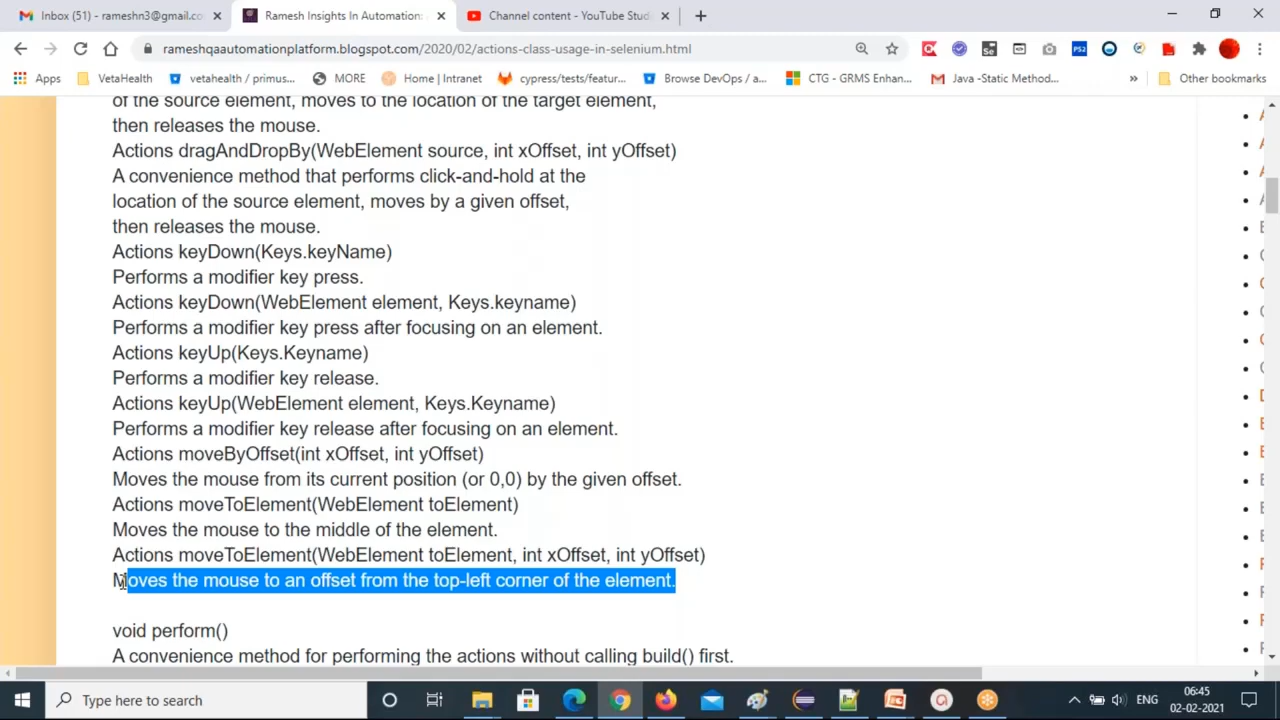 Inbox (51) - rameshn3@gmail.co
Ramesh Insights In Automation:
Channel content - YouTube Stud
rameshqaautomationplatform.blogspot.com/2020/02/actions-class-usage-in-selenium.html
Apps VetaHealth vetahealth / primus... MORE Home | Intranet cypress/tests/featur... Browse DevOps / a... CTG - GRMS Enhan... Java -Static Method... » Other bookmarks
of the source element, moves to the location of the target element,
then releases the mouse.
Actions dragAndDropBy(WebElement source, int xOffset, int yOffset)
A convenience method that performs click-and-hold at the
location of the source element, moves by a given offset,
then releases the mouse.
Actions keyDown(Keys.keyName)
Performs a modifier key press.
Actions keyDown(WebElement element, Keys.keyname)
Performs a modifier key press after focusing on an element.
Actions keyUp(Keys.Keyname)
Performs a modifier key release.
Actions keyUp(WebElement element, Keys.Keyname)
Performs a modifier key release after focusing on an element.
Actions moveByOffset(int xOffset, int yOffset)
Moves the mouse from its current position (or 0,0) by the given offset.
Actions moveToElement(WebElement toElement)
Moves the mouse to the middle of the element.
Actions moveToElement(WebElement toElement, int xOffset, int yOffset)
Moves the mouse to an offset from the top-left corner of the element.
void perform()
A convenience method for performing the actions without calling build() first.
Type here to search
ENG
06:45
02-02-2021